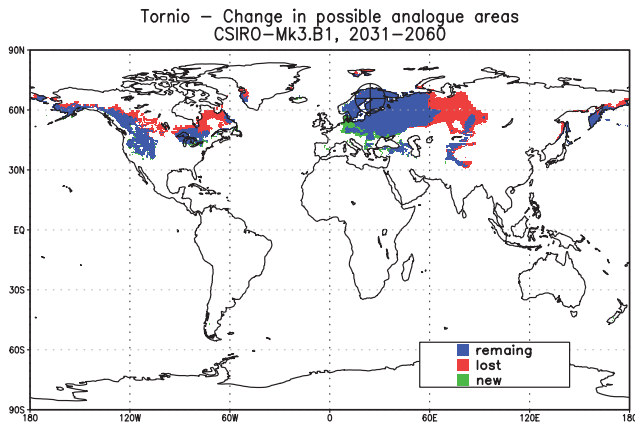 Tornio – Change in possible analogue areas
CSIRO–Mk3.B1, 2031–2060
90N
60N
30N
EQ
30S
60S
90S
180
120W
60W
0
60E
120E
180
remaing
lost
new